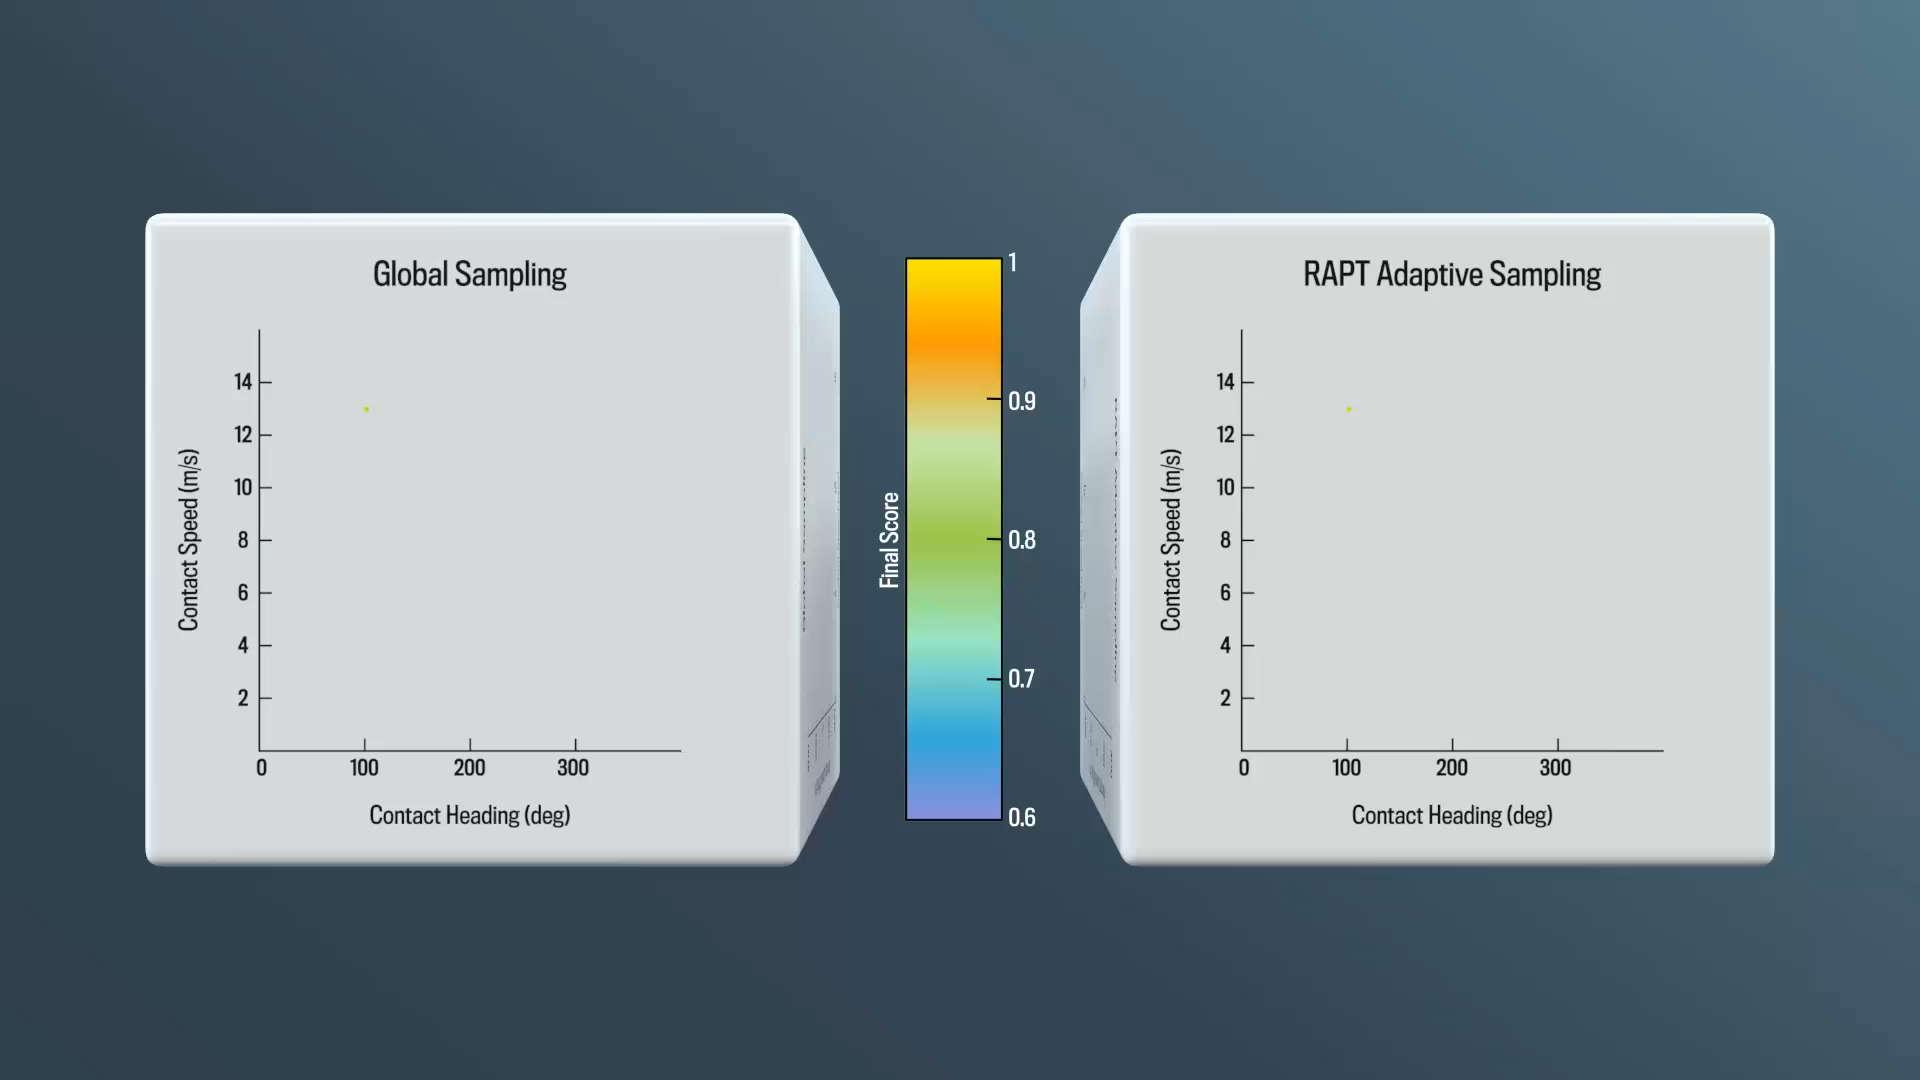 Global Sampling
14
12
10
8
6
4
2
0 100 200 300
Contact Speed (m/s)
Contact Heading (deg)
Final Score
1
0.9
0.8
0.7
0.6
RAPT Adaptive Sampling
14
12
10
8
6
4
2
0 100 200 300
Contact Speed (m/s)
Contact Heading (deg)